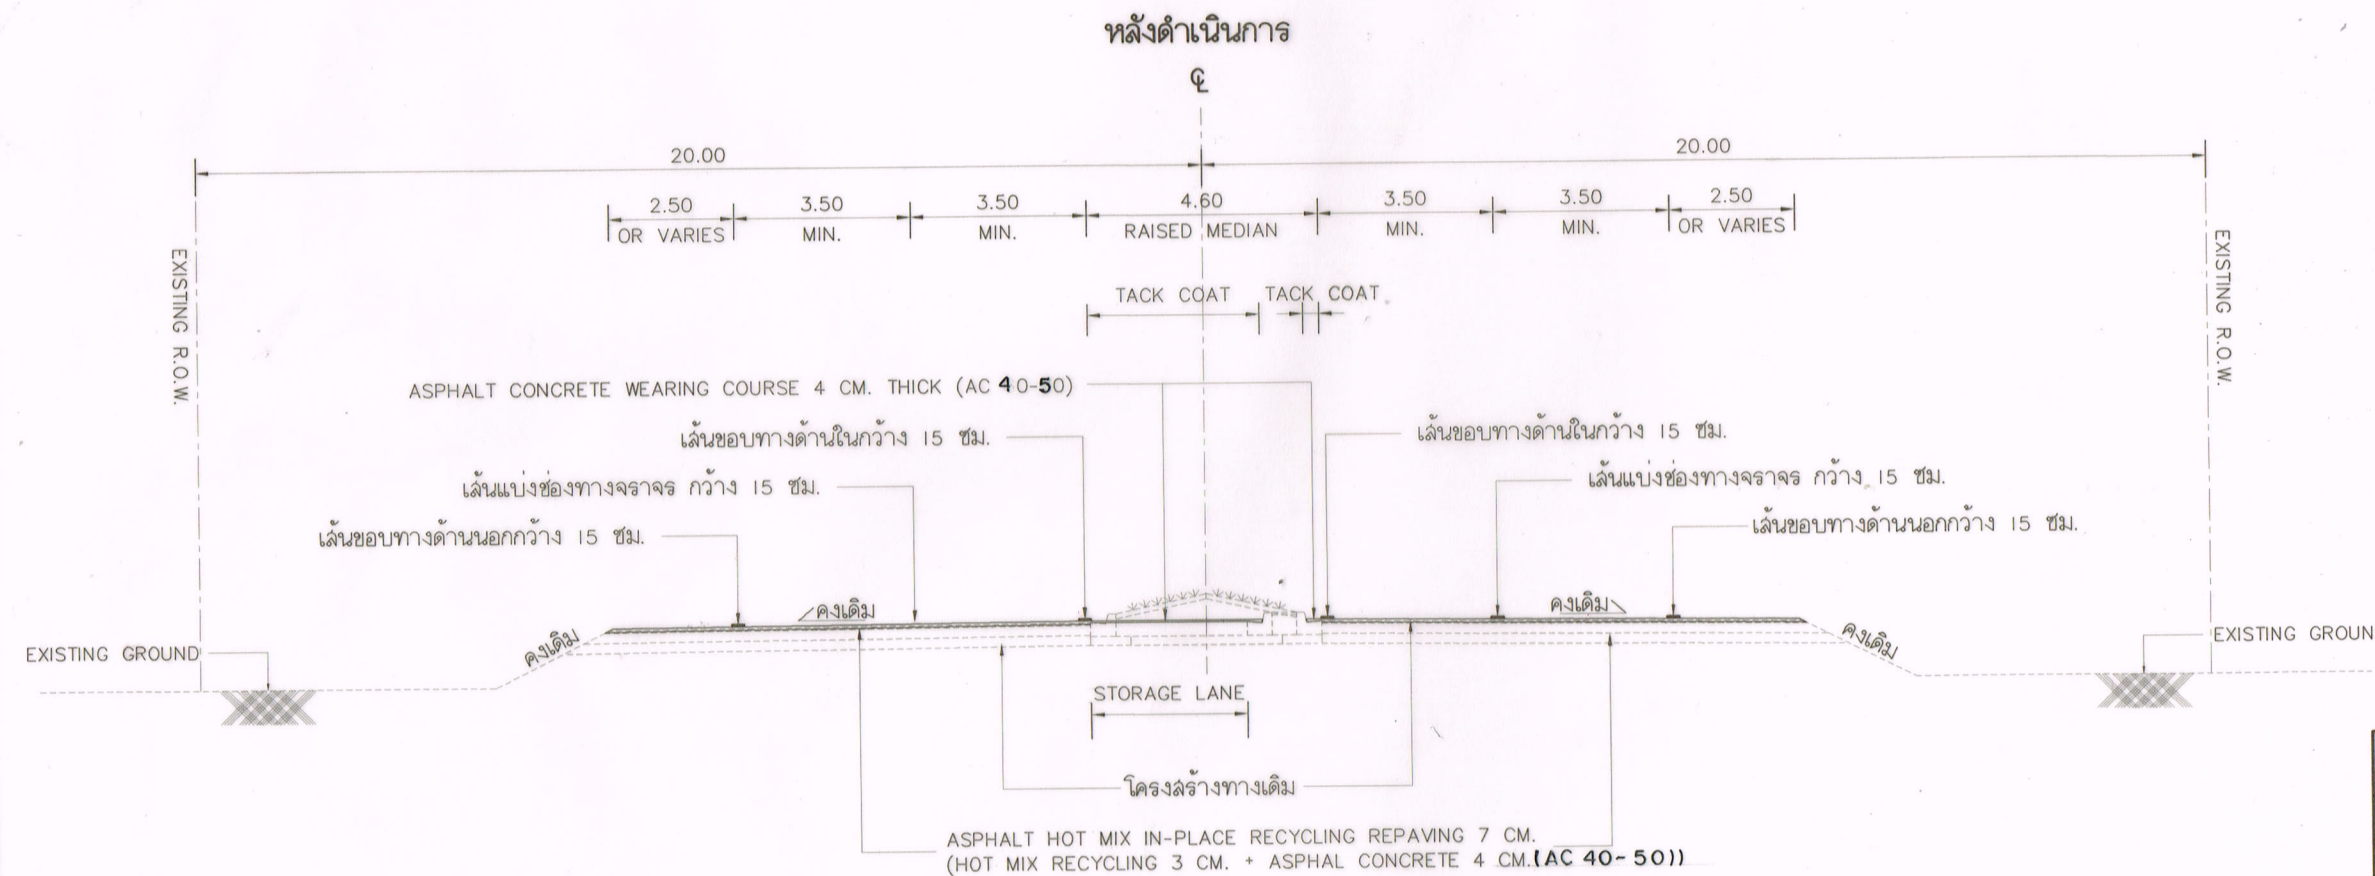 หลังดำเนินการ
℄
20.00 20.00
2.50 3.50 3.50 4.60 3.50 3.50 2.50
OR VARIES MIN. MIN. RAISED MEDIAN MIN. MIN. OR VARIES
EXISTING R.O.W.
EXISTING R.O.W.
TACK COAT TACK COAT
ASPHALT CONCRETE WEARING COURSE 4 CM. THICK (AC 40-50)
เส้นขอบทางด้านในกว้าง 15 ซม. เส้นขอบทางด้านในกว้าง 15 ซม.
เส้นแบ่งช่องทางจราจร กว้าง 15 ซม. เส้นแบ่งช่องทางจราจร กว้าง 15 ซม.
เส้นขอบทางด้านนอกกว้าง 15 ซม. เส้นขอบทางด้านนอกกว้าง 15 ซม.
คงเดิม คงเดิม
คงเดิม คงเดิม
EXISTING GROUND EXISTING GROUN
STORAGE LANE
โครงสร้างทางเดิม
ASPHALT HOT MIX IN-PLACE RECYCLING REPAVING 7 CM.
(HOT MIX RECYCLING 3 CM. + ASPHAL CONCRETE 4 CM.(AC 40-50))